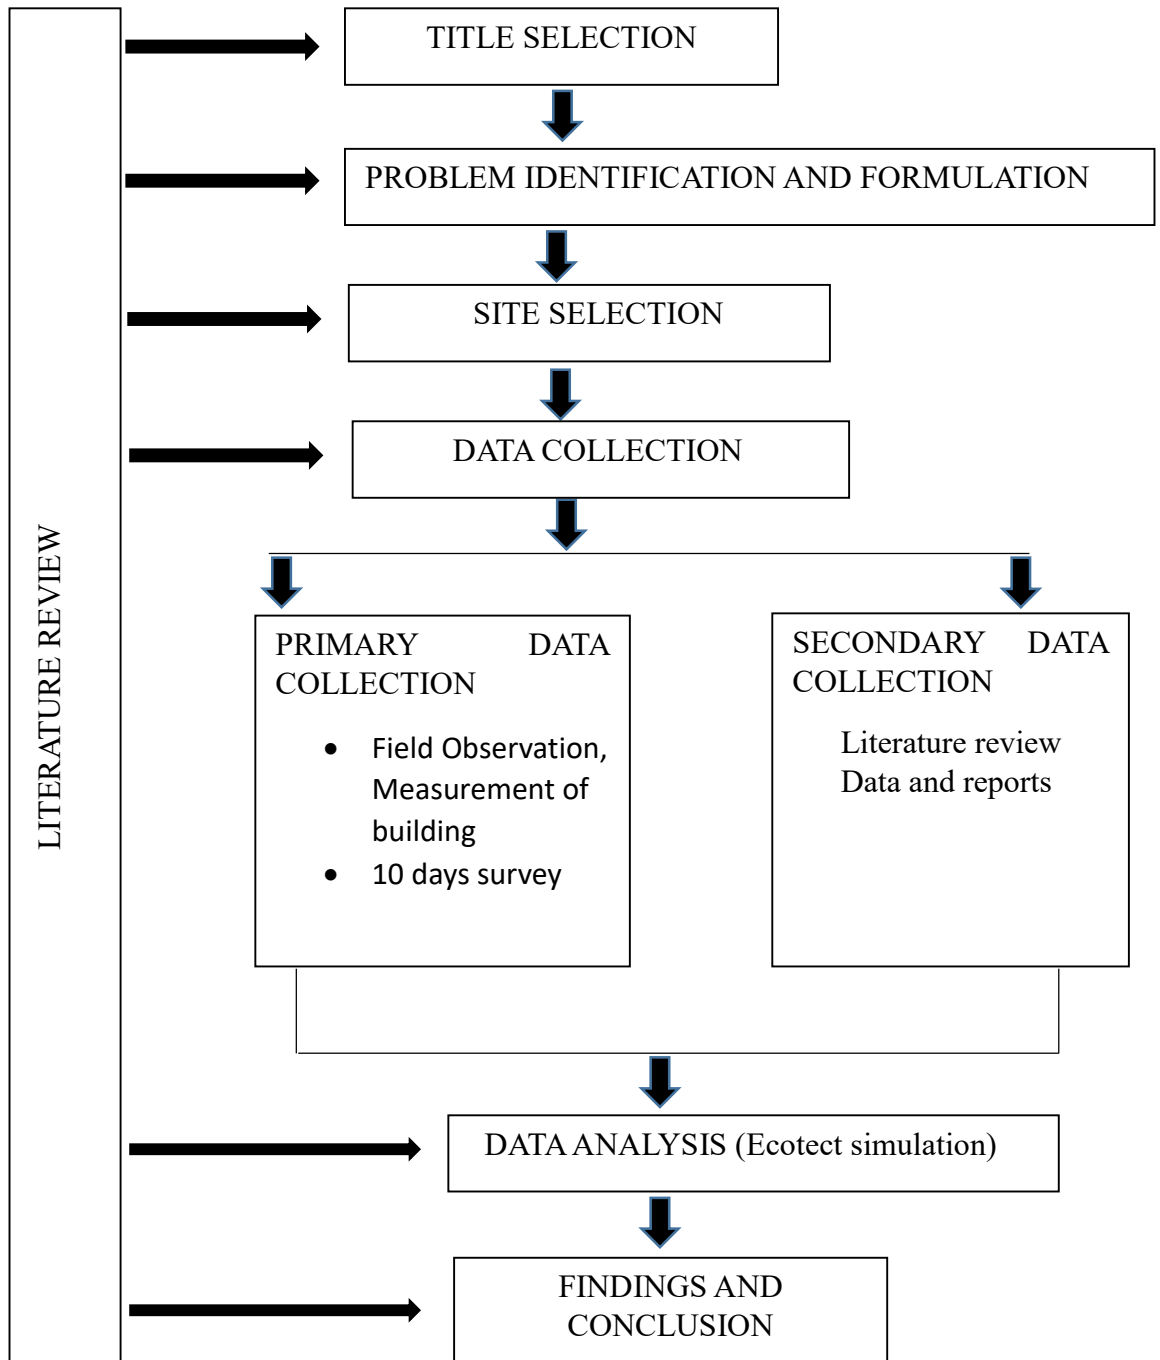 LITERATURE REVIEW
TITLE SELECTION
PROBLEM IDENTIFICATION AND FORMULATION
SITE SELECTION
DATA COLLECTION
PRIMARY DATA
COLLECTION
• Field Observation,
Measurement of
building
• 10 days survey
SECONDARY DATA
COLLECTION
Literature review
Data and reports
DATA ANALYSIS (Ecotect simulation)
FINDINGS AND
CONCLUSION